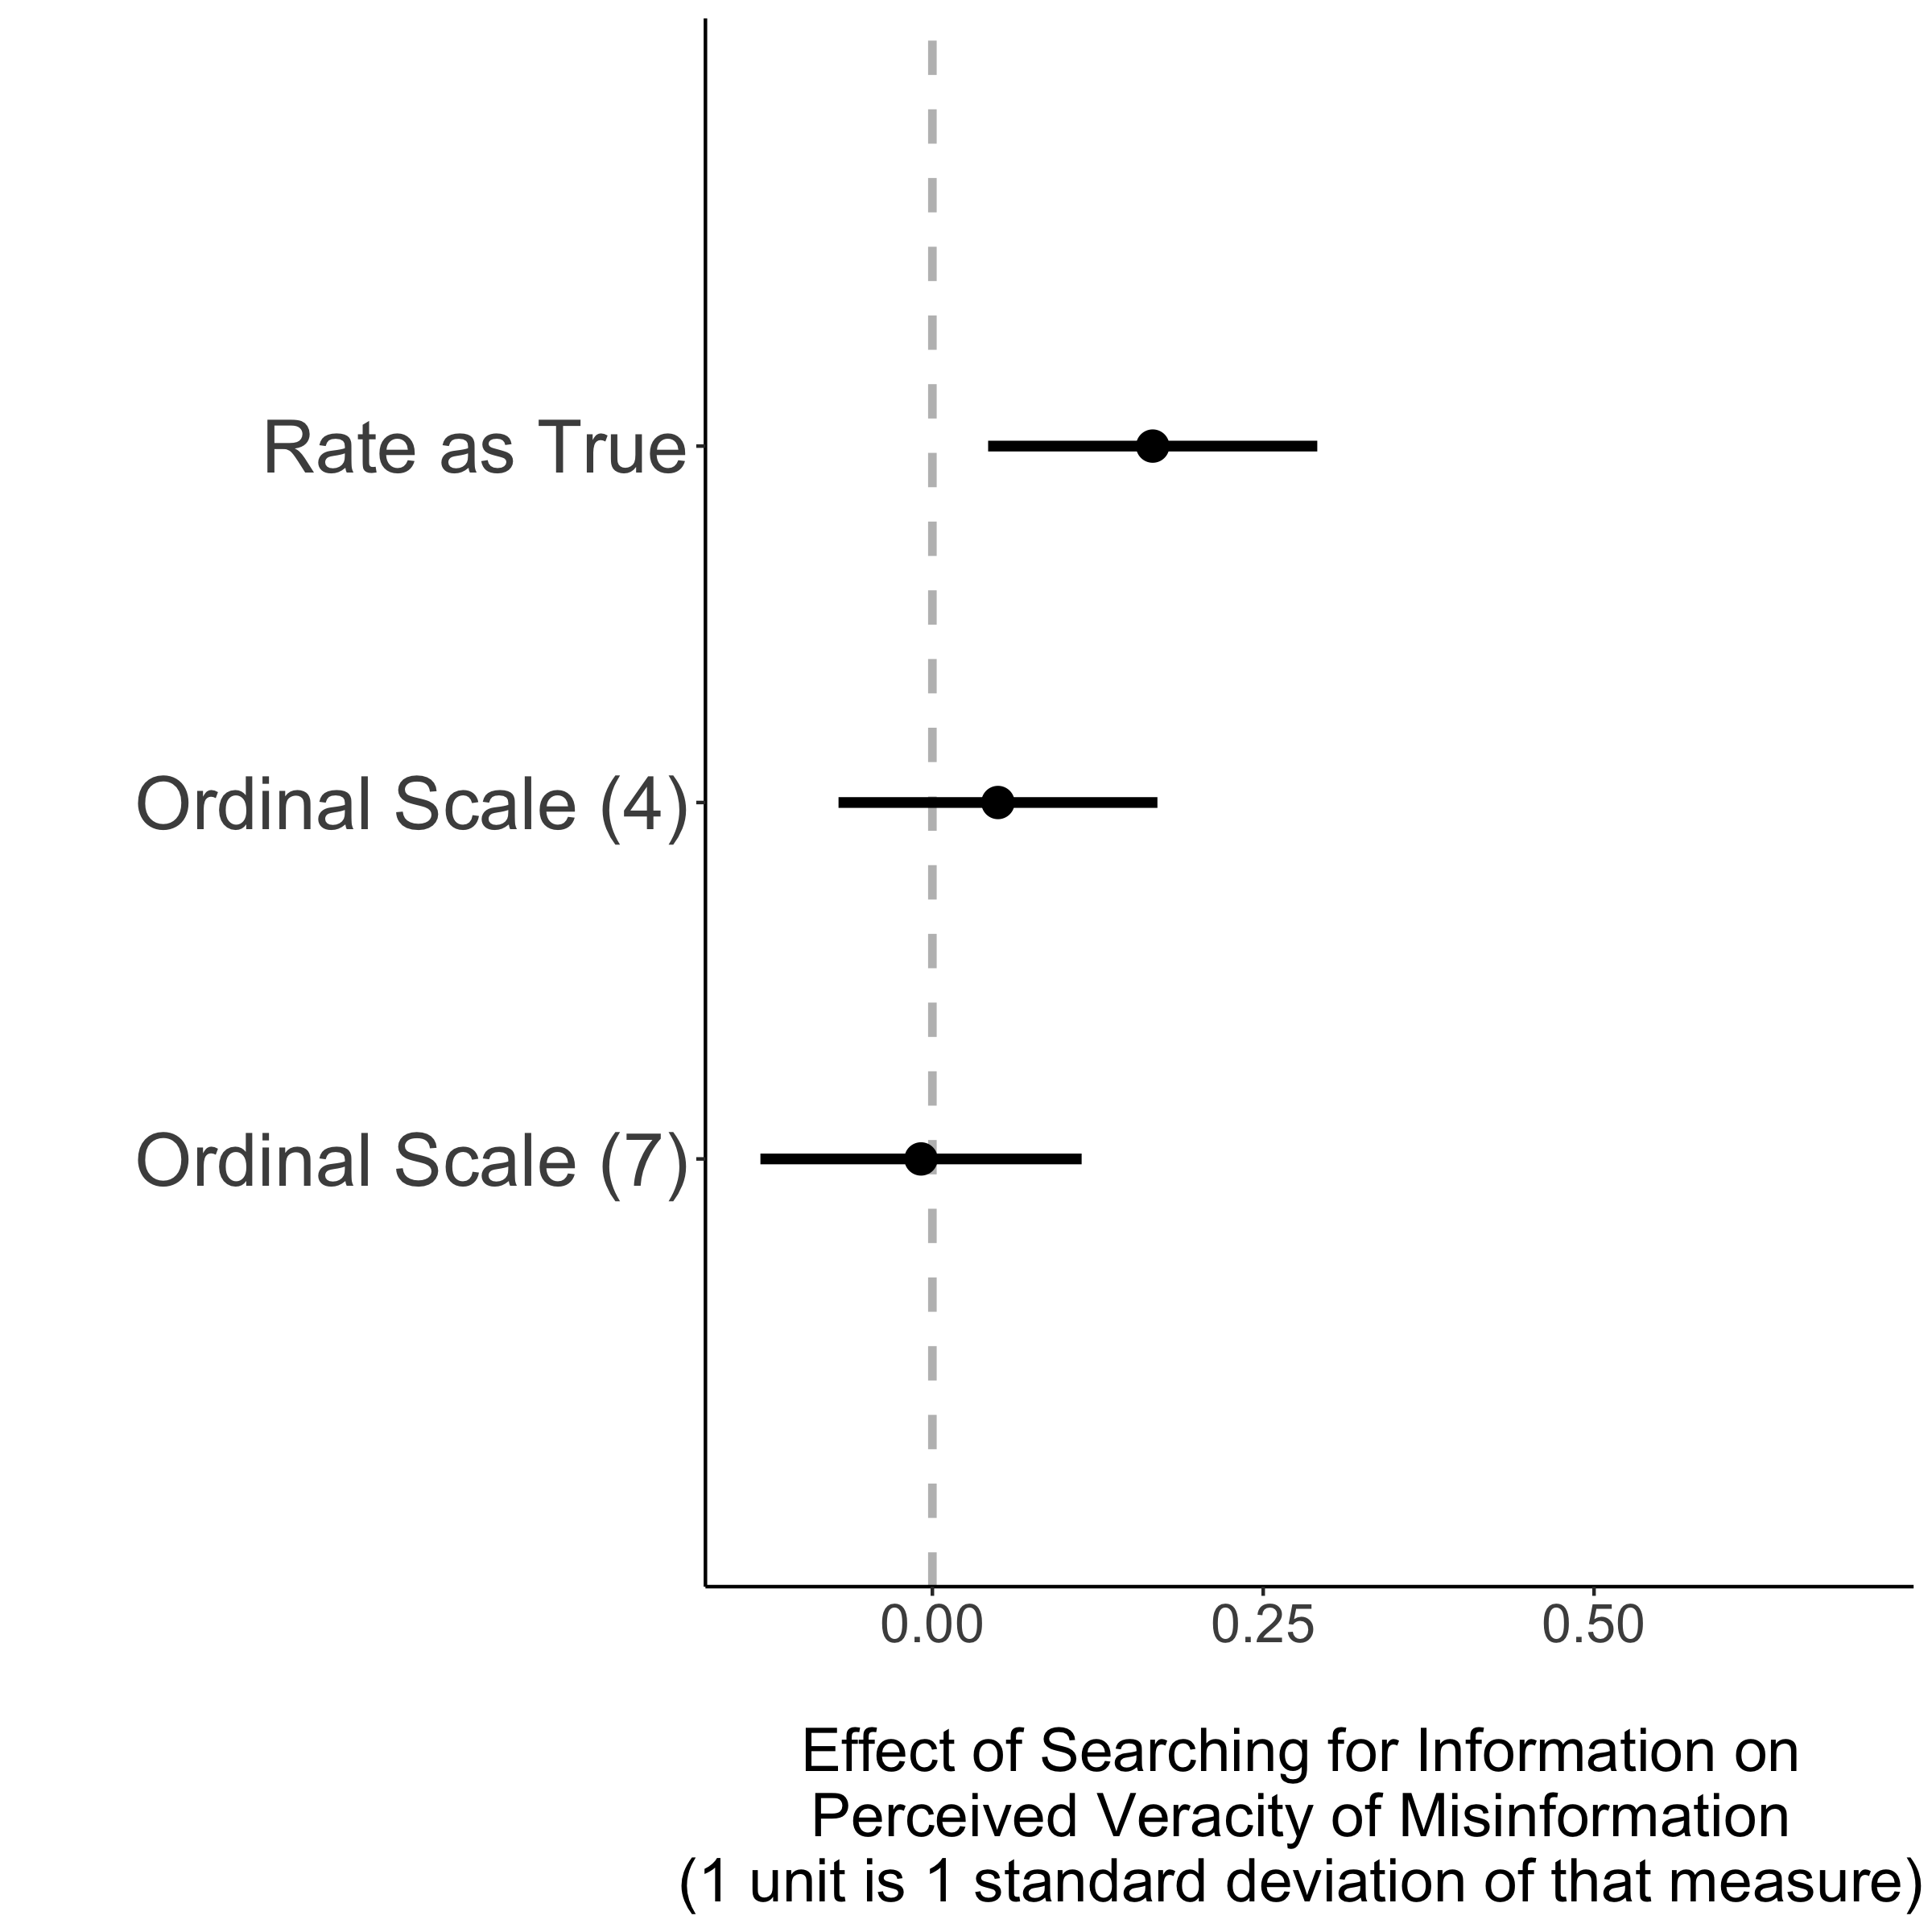 Rate as True
Ordinal Scale (4)
Ordinal Scale (7)
0.00 0.25 0.50
Effect of Searching for Information on
Perceived Veracity of Misinformation
(1 unit is 1 standard deviation of that measure)